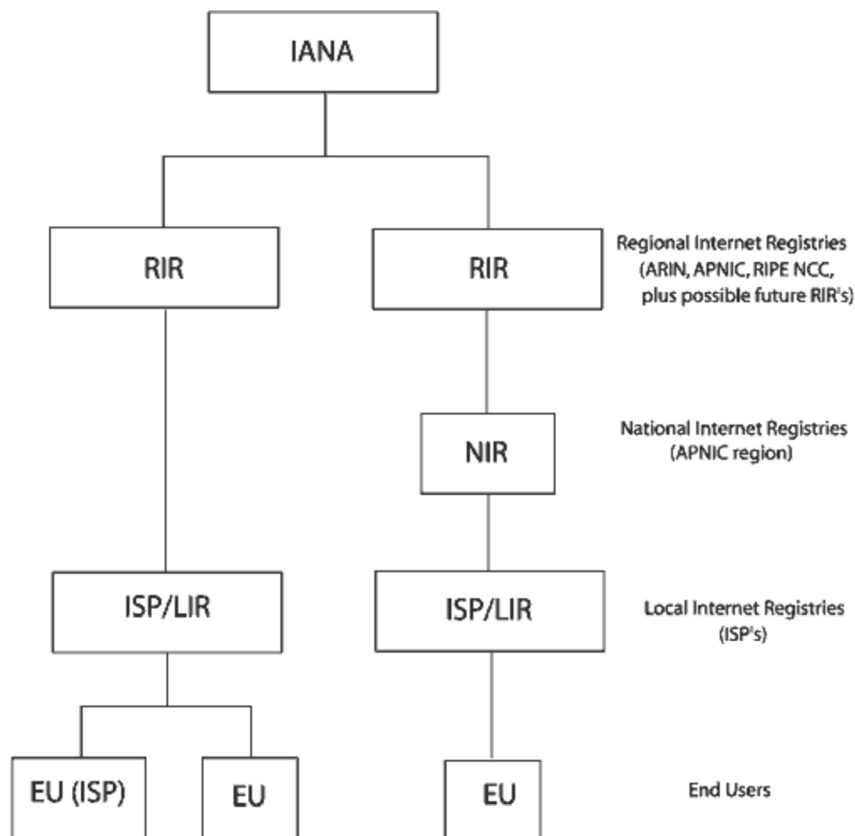 IANA
RIR
RIR
Regional Internet Registries
(ARIN, APNIC, RIPE NCC,
plus possible future RIR's)
NIR
National Internet Registries
(APNIC region)
ISP/LIR
ISP/LIR
Local Internet Registries
(ISP's)
EU (ISP)
EU
EU
End Users